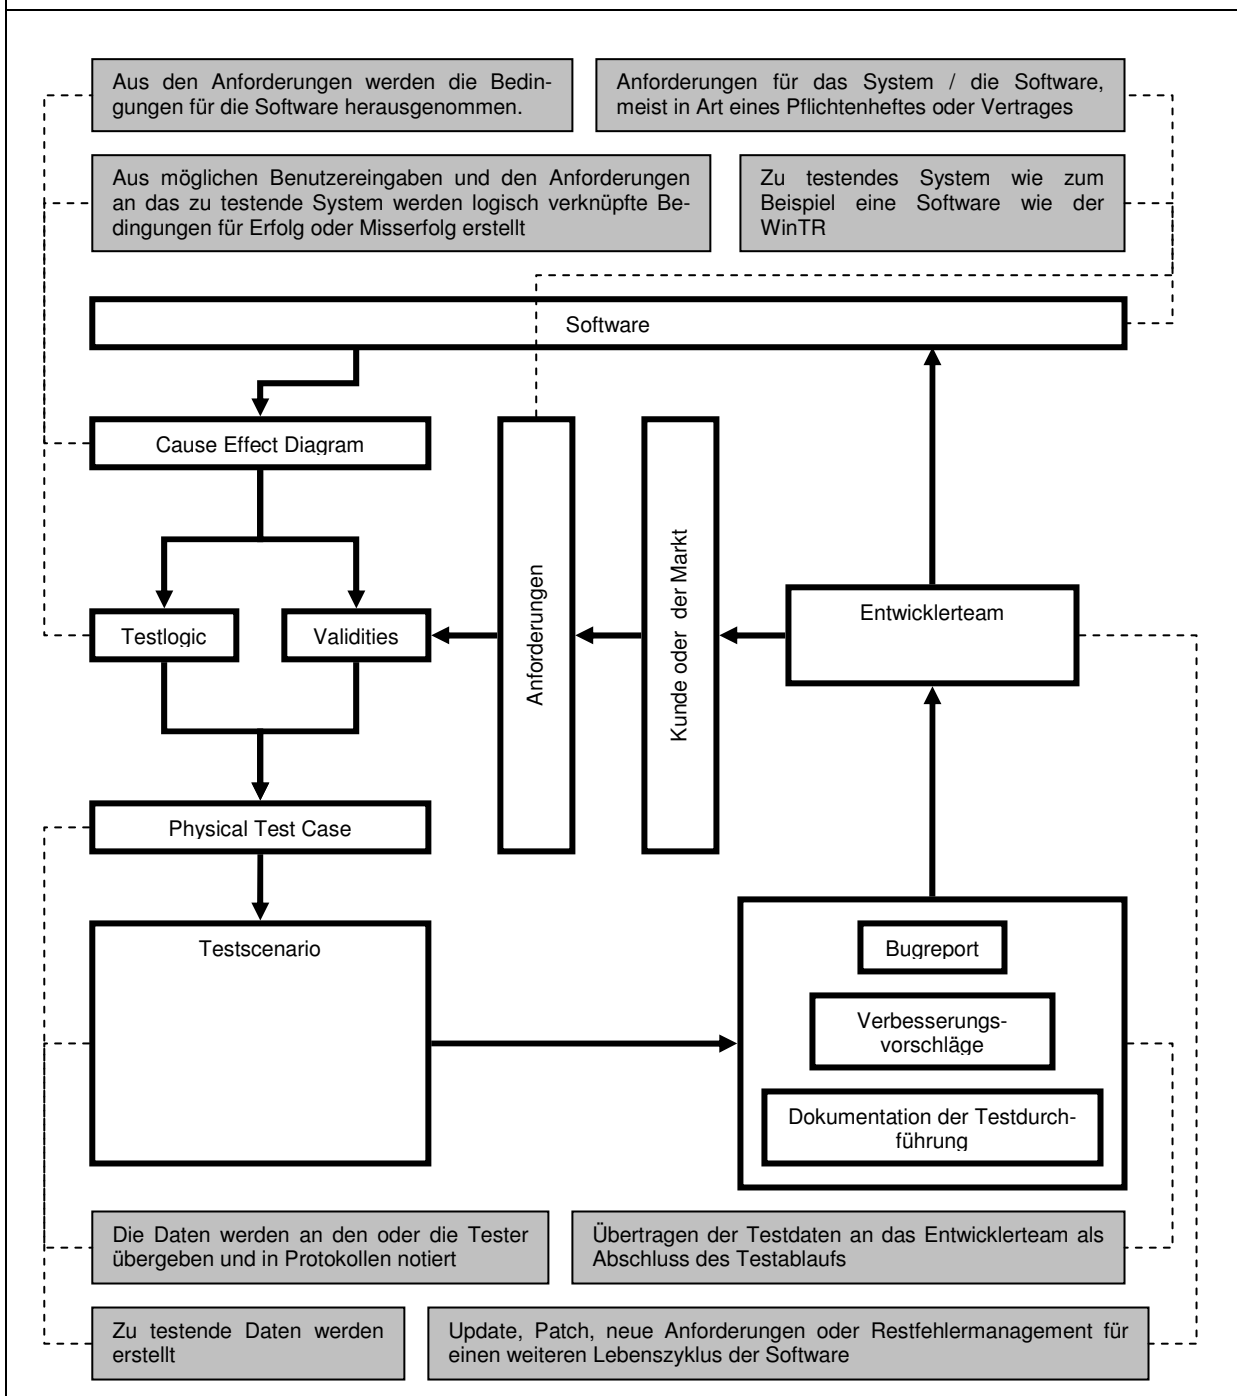 Aus den Anforderungen werden die Bedin-
gungen für die Software herausgenommen.
Anforderungen für das System / die Software,
meist in Art eines Pflichtenheftes oder Vertrages
Aus möglichen Benutzereingaben und den Anforderungen
an das zu testende System werden logisch verknüpfte Be-
dingungen für Erfolg oder Misserfolg erstellt
Zu testendes System wie zum
Beispiel eine Software wie der
WinTR
Software
Cause Effect Diagram
Testlogic
Validities
Anforderungen
Kunde oder der Markt
Entwicklerteam
Physical Test Case
Testscenario
Bugreport
Verbesserungs-
vorschläge
Dokumentation der Testdurch-
führung
Die Daten werden an den oder die Tester
übergeben und in Protokollen notiert
Übertragen der Testdaten an das Entwicklerteam als
Abschluss des Testablaufs
Zu testende Daten werden
erstellt
Update, Patch, neue Anforderungen oder Restfehlermanagement für
einen weiteren Lebenszyklus der Software